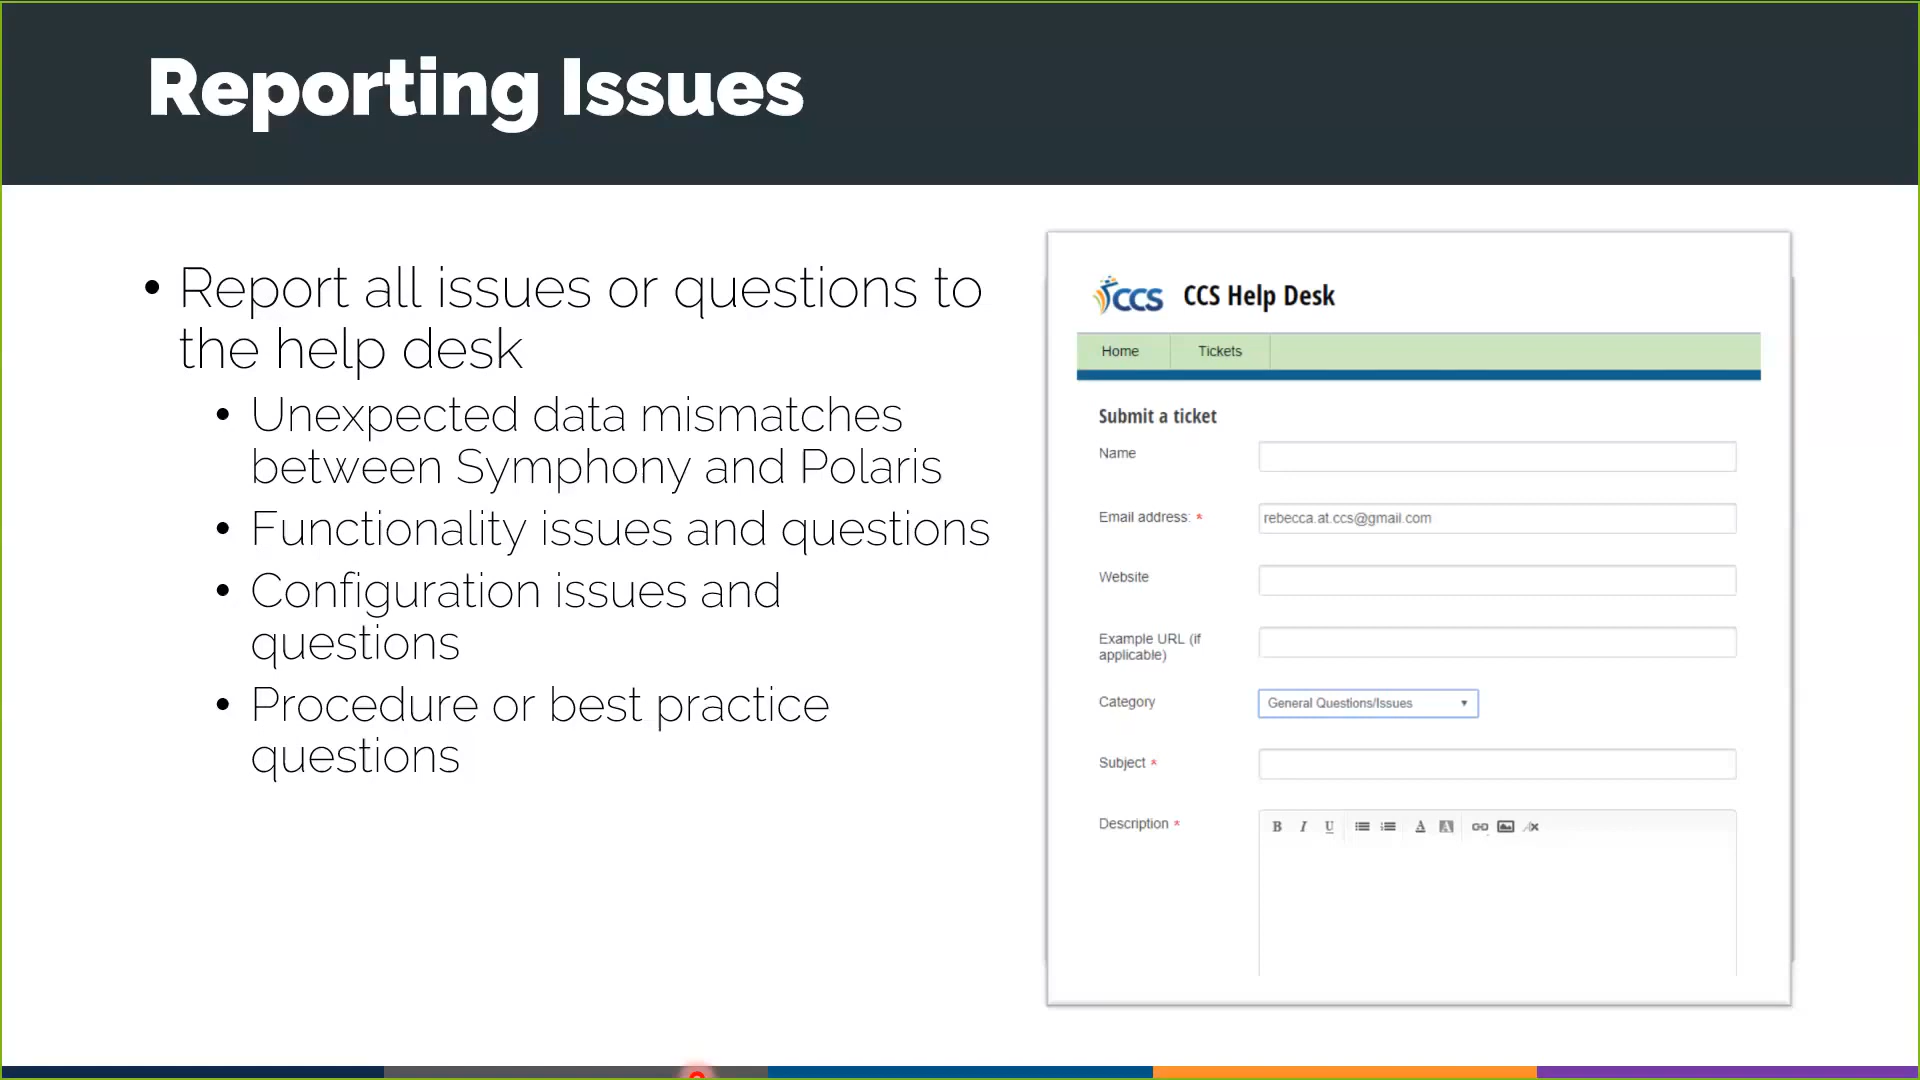 Reporting Issues
• Report all issues or questions to
the help desk
• Unexpected data mismatches
between Symphony and Polaris
• Functionality issues and questions
• Configuration issues and
questions
• Procedure or best practice
questions
CCS CCS Help Desk
Home Tickets
Submit a ticket
Name
Email address: * rebecca.at.ccs@gmail.com
Website
Example URL (if
applicable)
Category General Questions/Issues
Subject *
Description * B I U A A